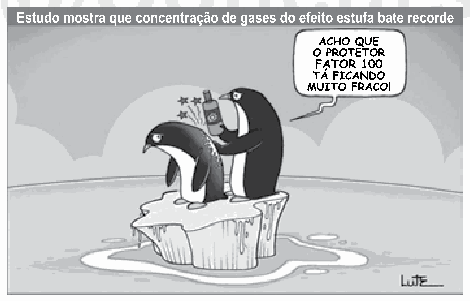 Estudo mostra que concentração de gases do efeito estufa bate recorde
ACHO QUE
O PROTETOR
FATOR 100
TÁ FICANDO
MUITO FRACO!
LUTE